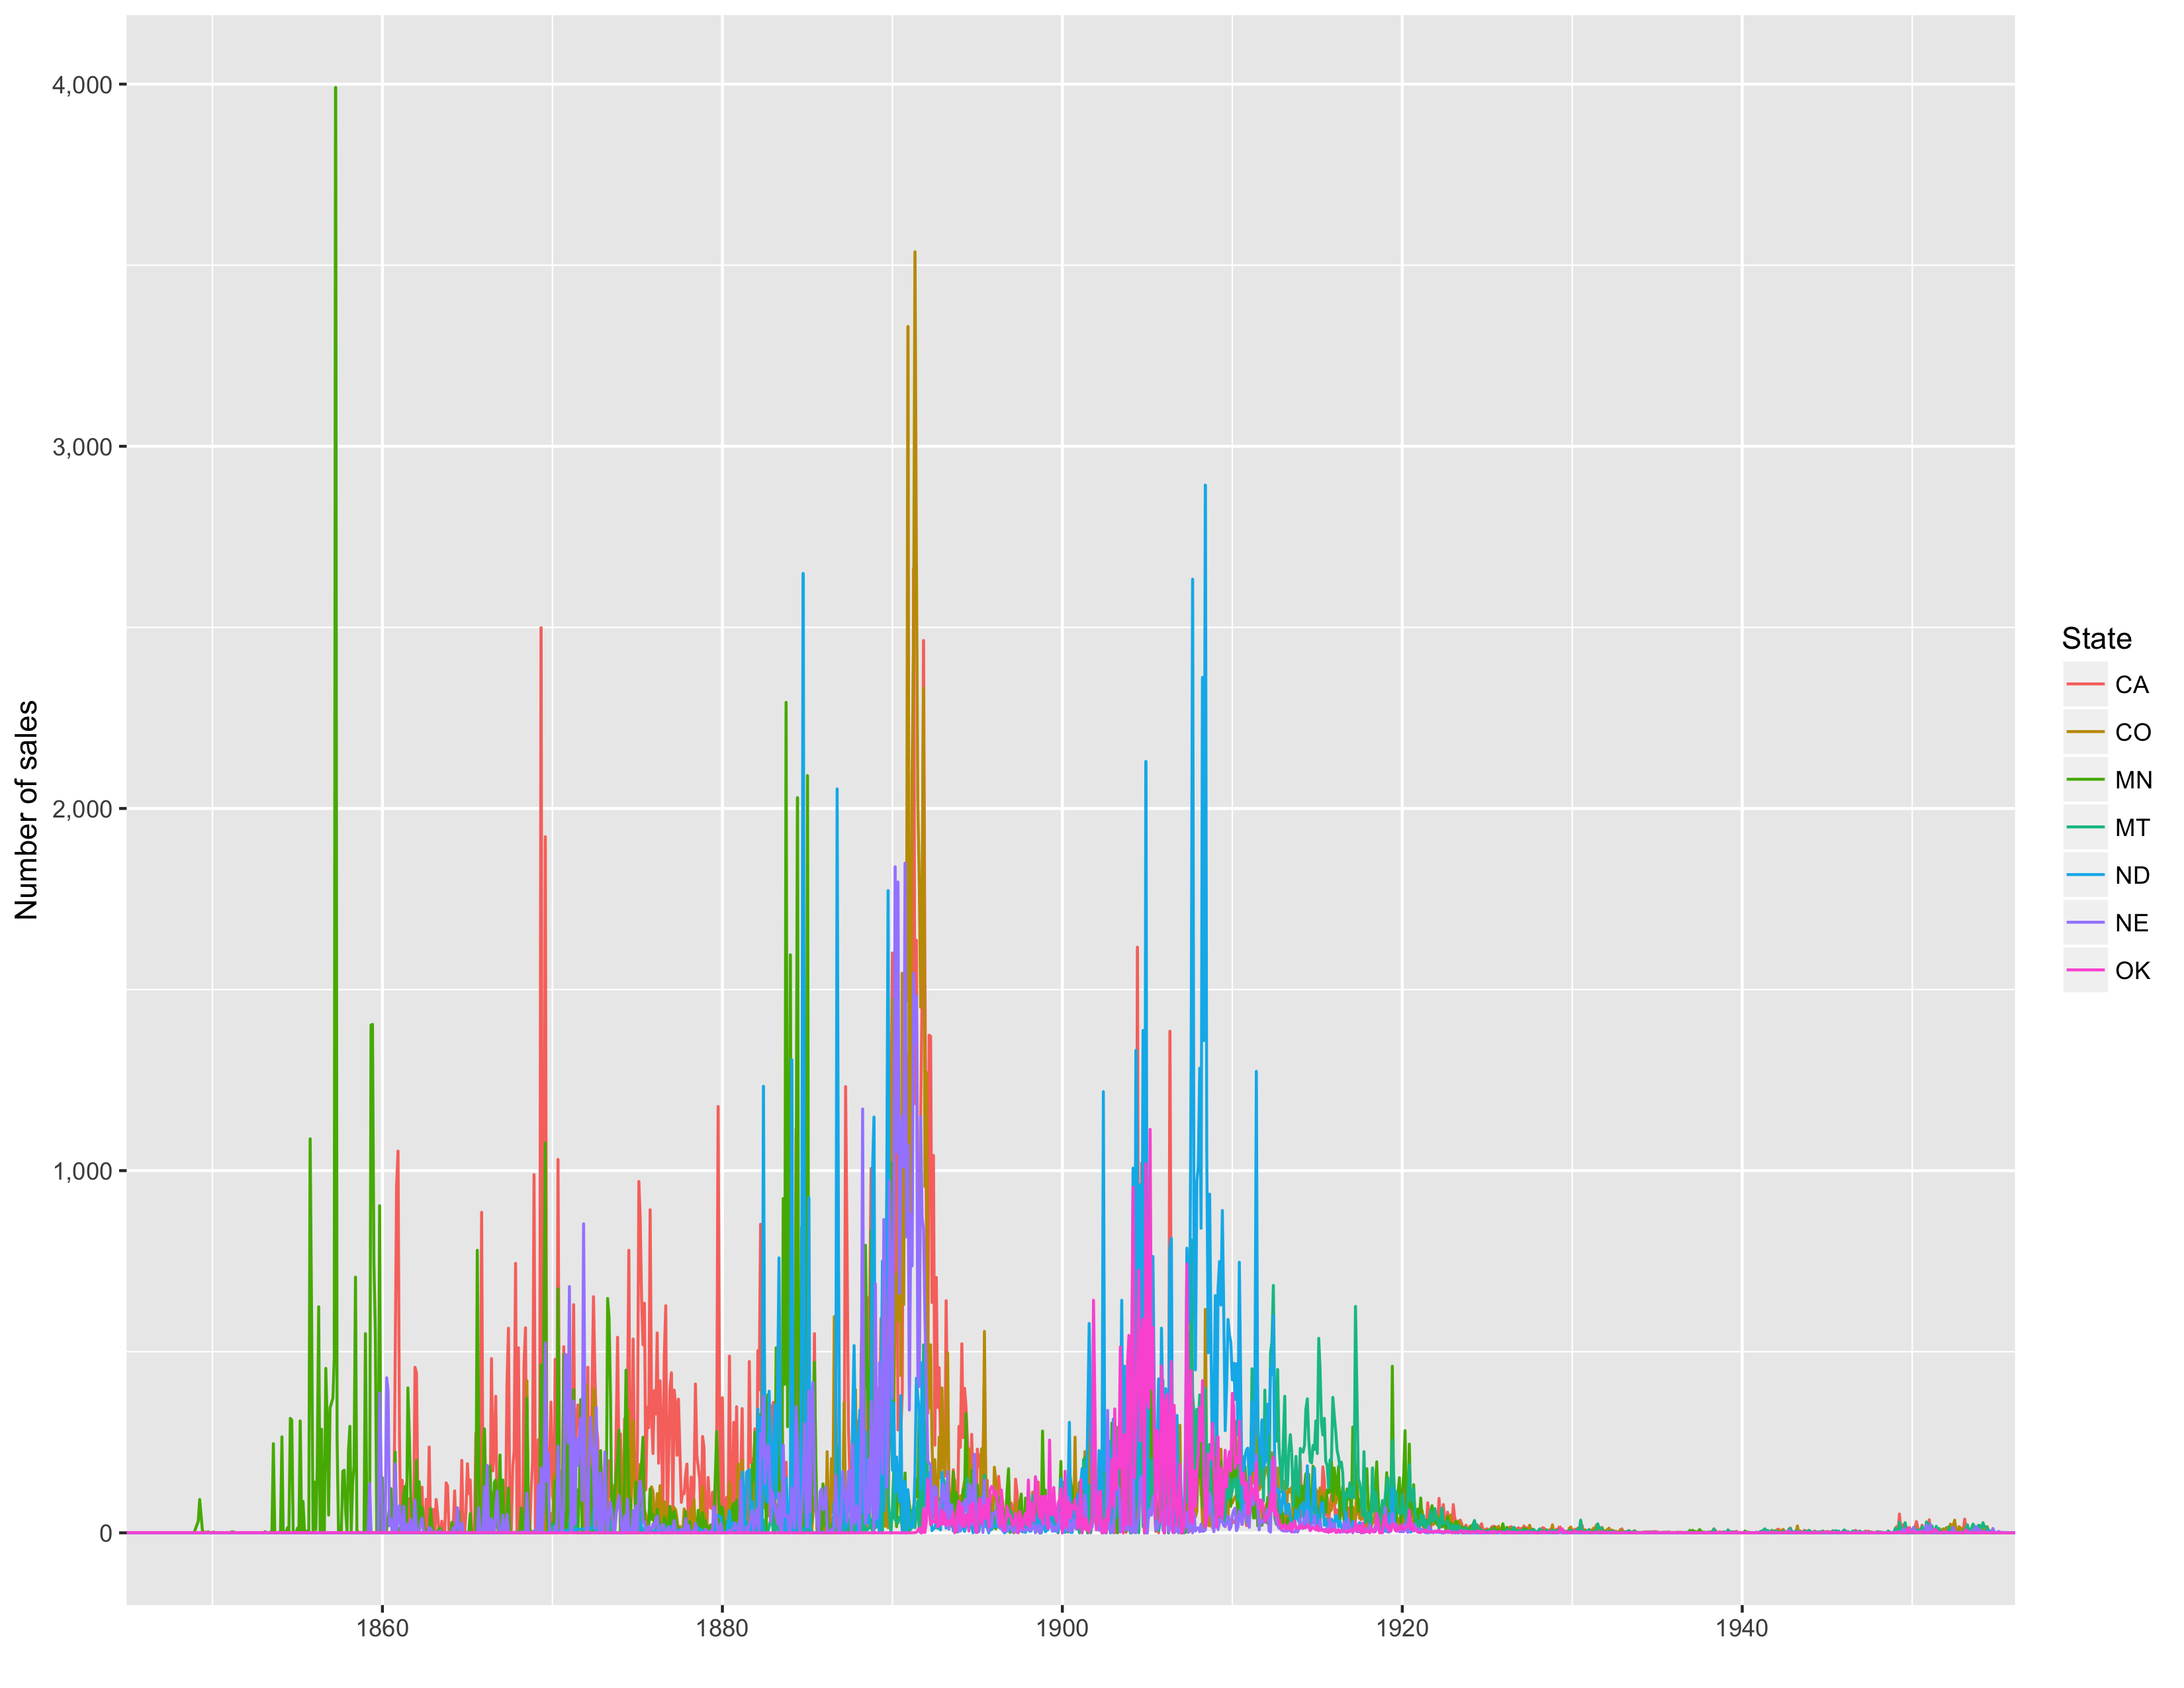 Number of sales
4,000
3,000
2,000
1,000
0
1860
1880
1900
1920
1940
State
CA
CO
MN
MT
ND
NE
OK